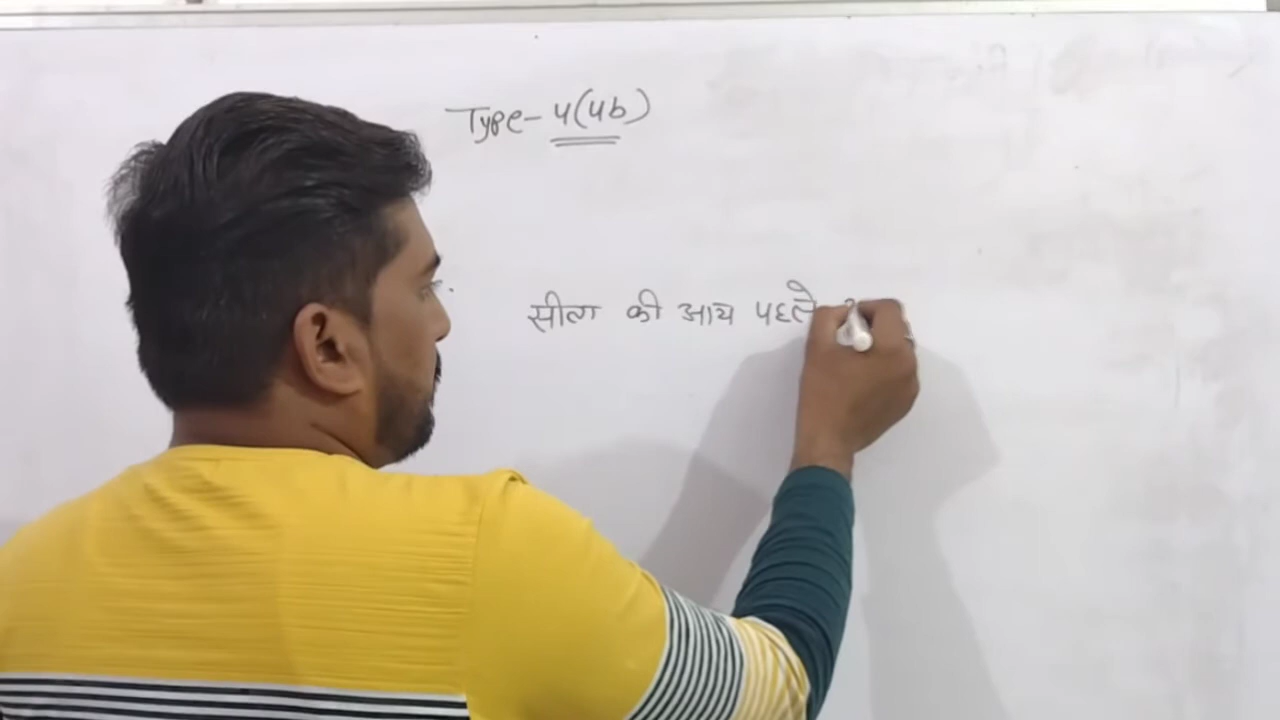 Type- 4(4b)
सीता की आय पहले